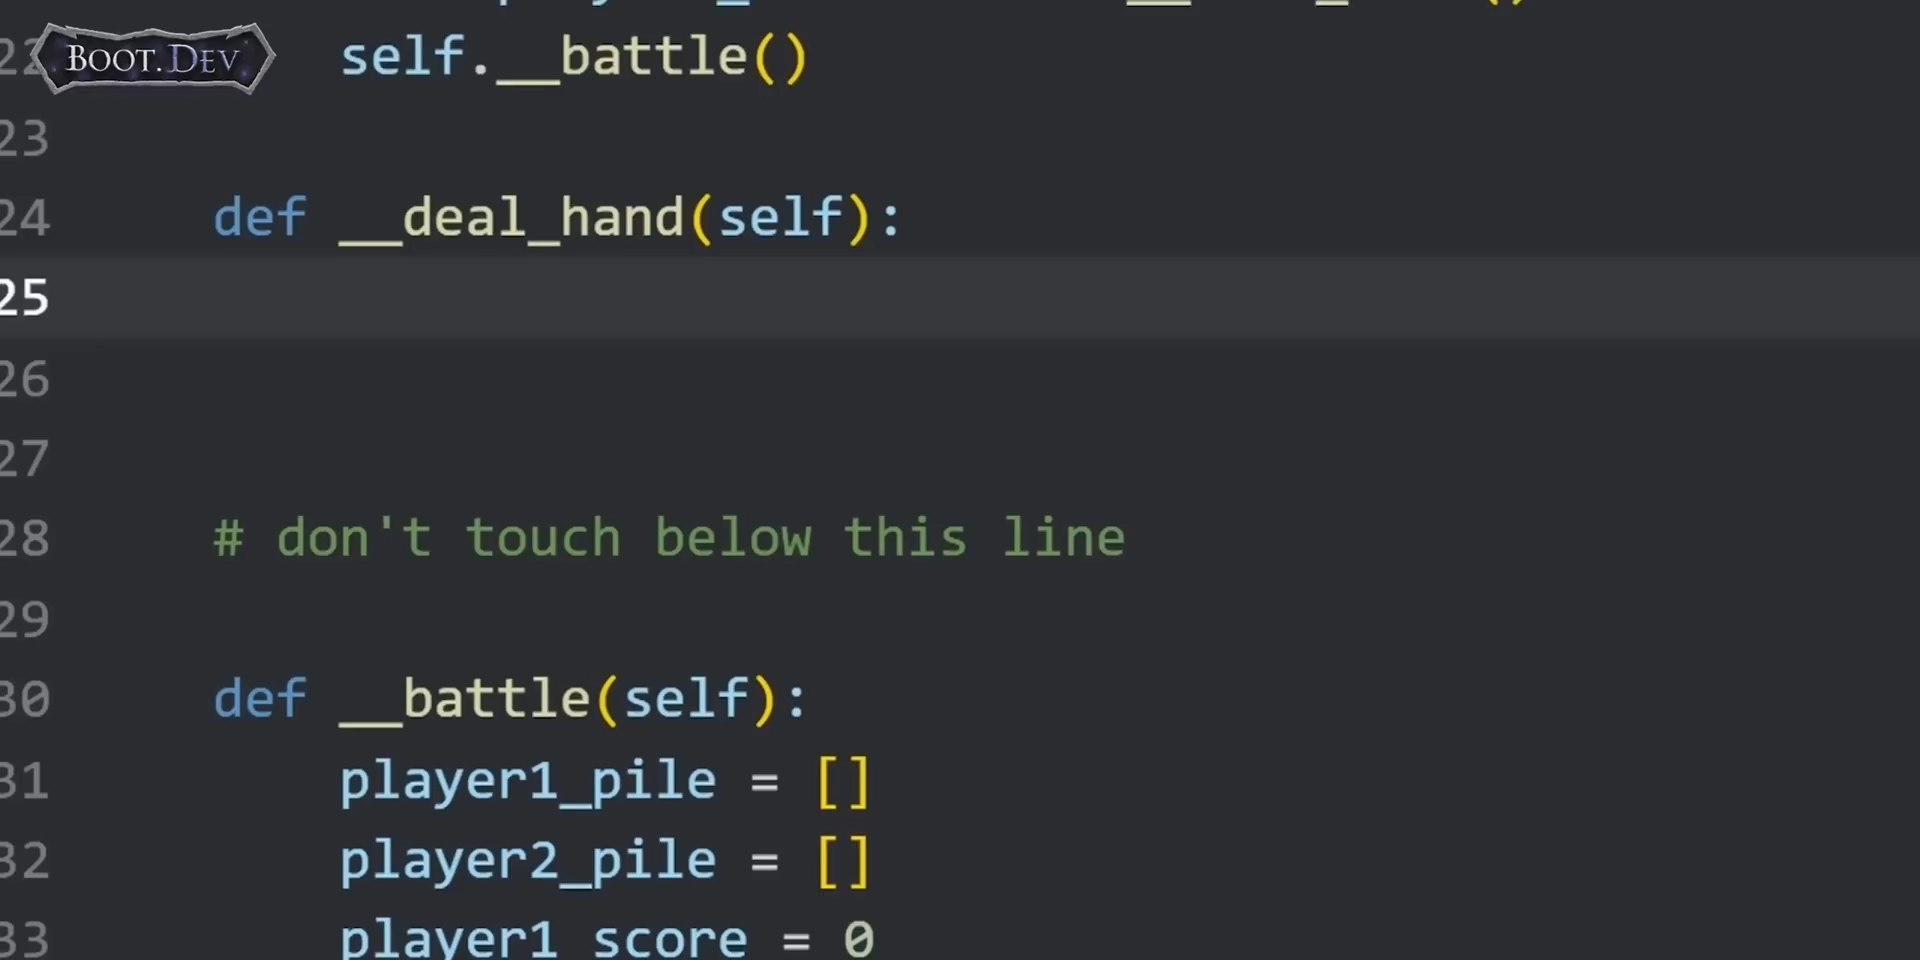 22 self.__battle()
BOOT.DEV
23
24 def __deal_hand(self):
25
26
27
28 # don't touch below this line
29
30 def __battle(self):
31 player1_pile = []
32 player2_pile = []
33 player1_score = 0